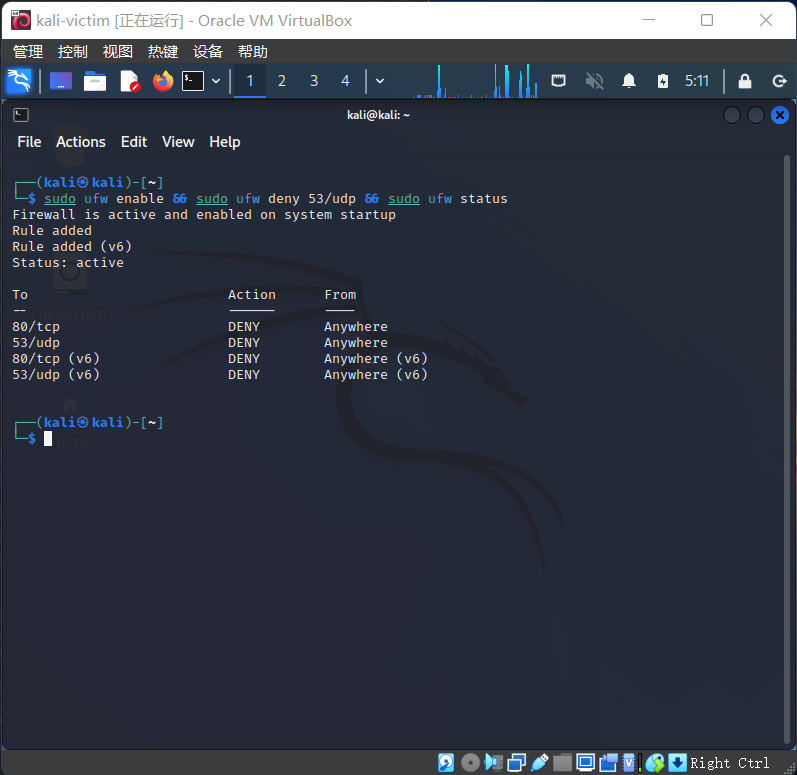 kali-victim [正在运行] - Oracle VM VirtualBox
管理 控制 视图 热键 设备 帮助
1 2 3 4 5:11
kali@kali: ~
File Actions Edit View Help
┌──(kali㉿kali)-[~]
└─$ sudo ufw enable && sudo ufw deny 53/udp && sudo ufw status
Firewall is active and enabled on system startup
Rule added
Rule added (v6)
Status: active
To Action From
-- ------ ----
File System
80/tcp DENY Anywhere
53/udp DENY Anywhere
80/tcp (v6) DENY Anywhere (v6)
53/udp (v6) DENY Anywhere (v6)
┌──(kali㉿kali)-[~]
└─$
Home
Right Ctrl